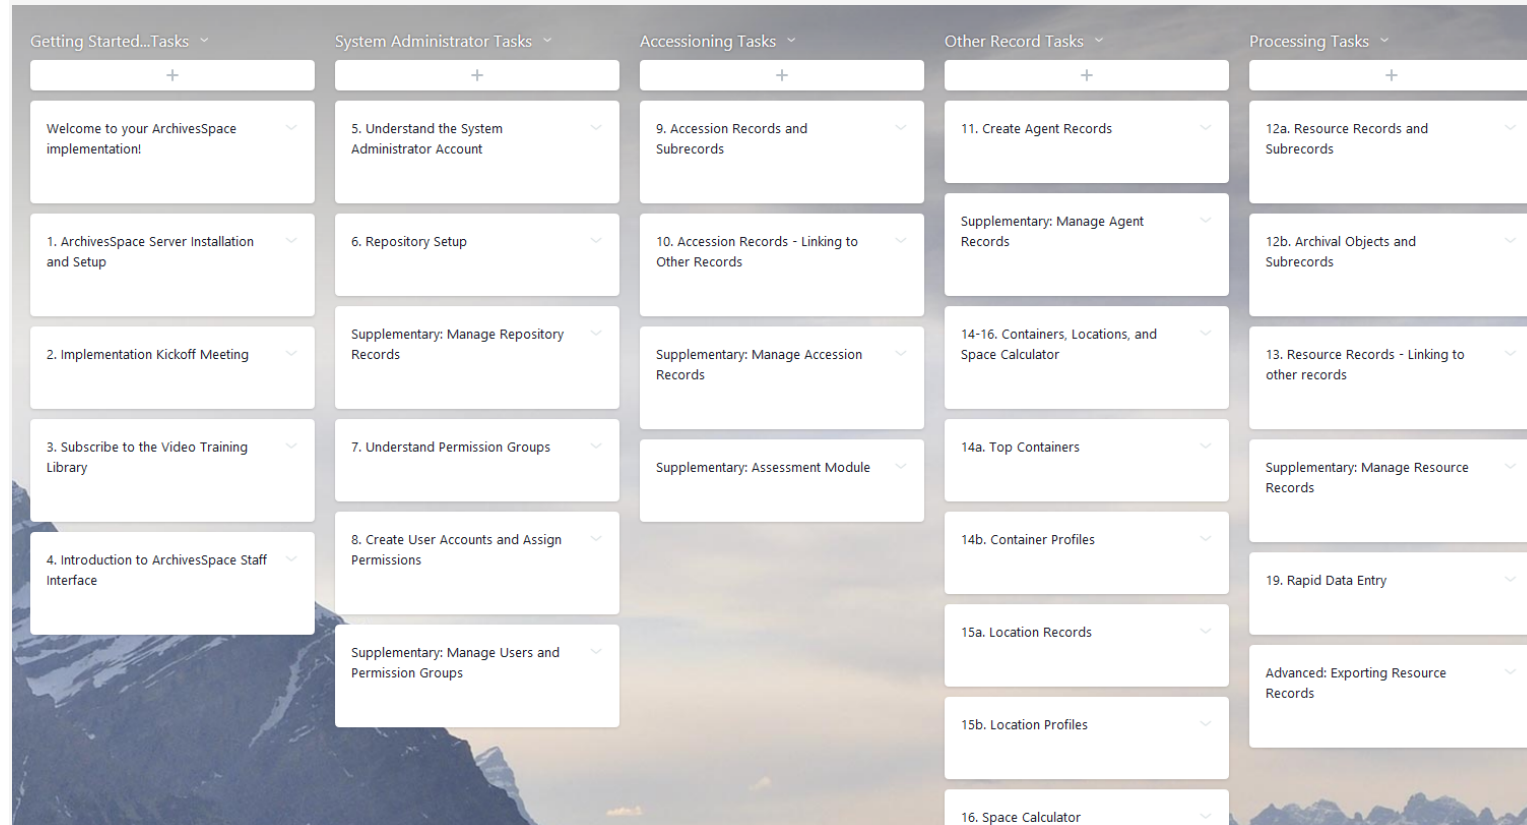 Getting Started...Tasks
Welcome to your ArchivesSpace
implementation!
1. ArchivesSpace Server Installation
and Setup
2. Implementation Kickoff Meeting
3. Subscribe to the Video Training
Library
4. Introduction to ArchivesSpace Staff
Interface
System Administrator Tasks
5. Understand the System
Administrator Account
6. Repository Setup
Supplementary: Manage Repository
Records
7. Understand Permission Groups
8. Create User Accounts and Assign
Permissions
Supplementary: Manage Users and
Permission Groups
Accessioning Tasks
9. Accession Records and
Subrecords
10. Accession Records - Linking to
Other Records
Supplementary: Manage Accession
Records
Supplementary: Assessment Module
Other Record Tasks
11. Create Agent Records
Supplementary: Manage Agent
Records
14-16. Containers, Locations, and
Space Calculator
14a. Top Containers
14b. Container Profiles
15a. Location Records
15b. Location Profiles
16. Space Calculator
Processing Tasks
12a. Resource Records and
Subrecords
12b. Archival Objects and
Subrecords
13. Resource Records - Linking to
other records
Supplementary: Manage Resource
Records
19. Rapid Data Entry
Advanced: Exporting Resource
Records